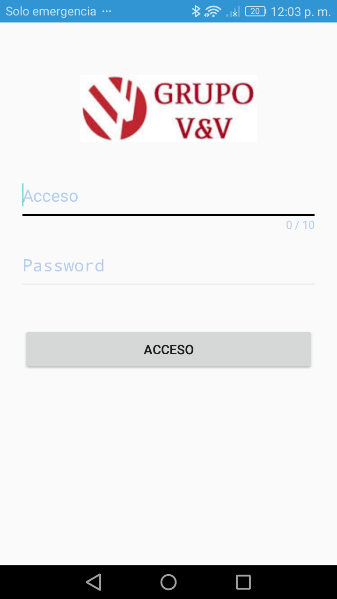 Solo emergencia ... 20 12:03 p. m.
GRUPO
V&V
Acceso
0 / 10
Password
ACCESO